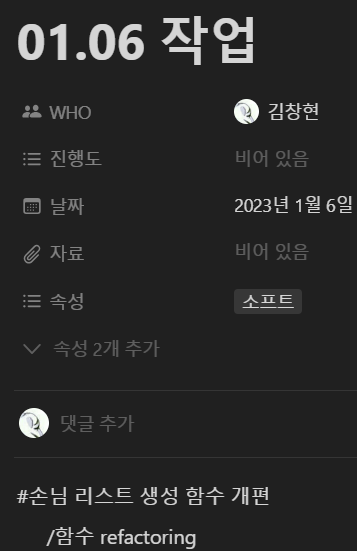 01.06 작업
WHO 김창현
진행도 비어 있음
날짜 2023년 1월 6일
자료 비어 있음
속성 소프트
속성 2개 추가
댓글 추가
#손님 리스트 생성 함수 개편
/함수 refactoring